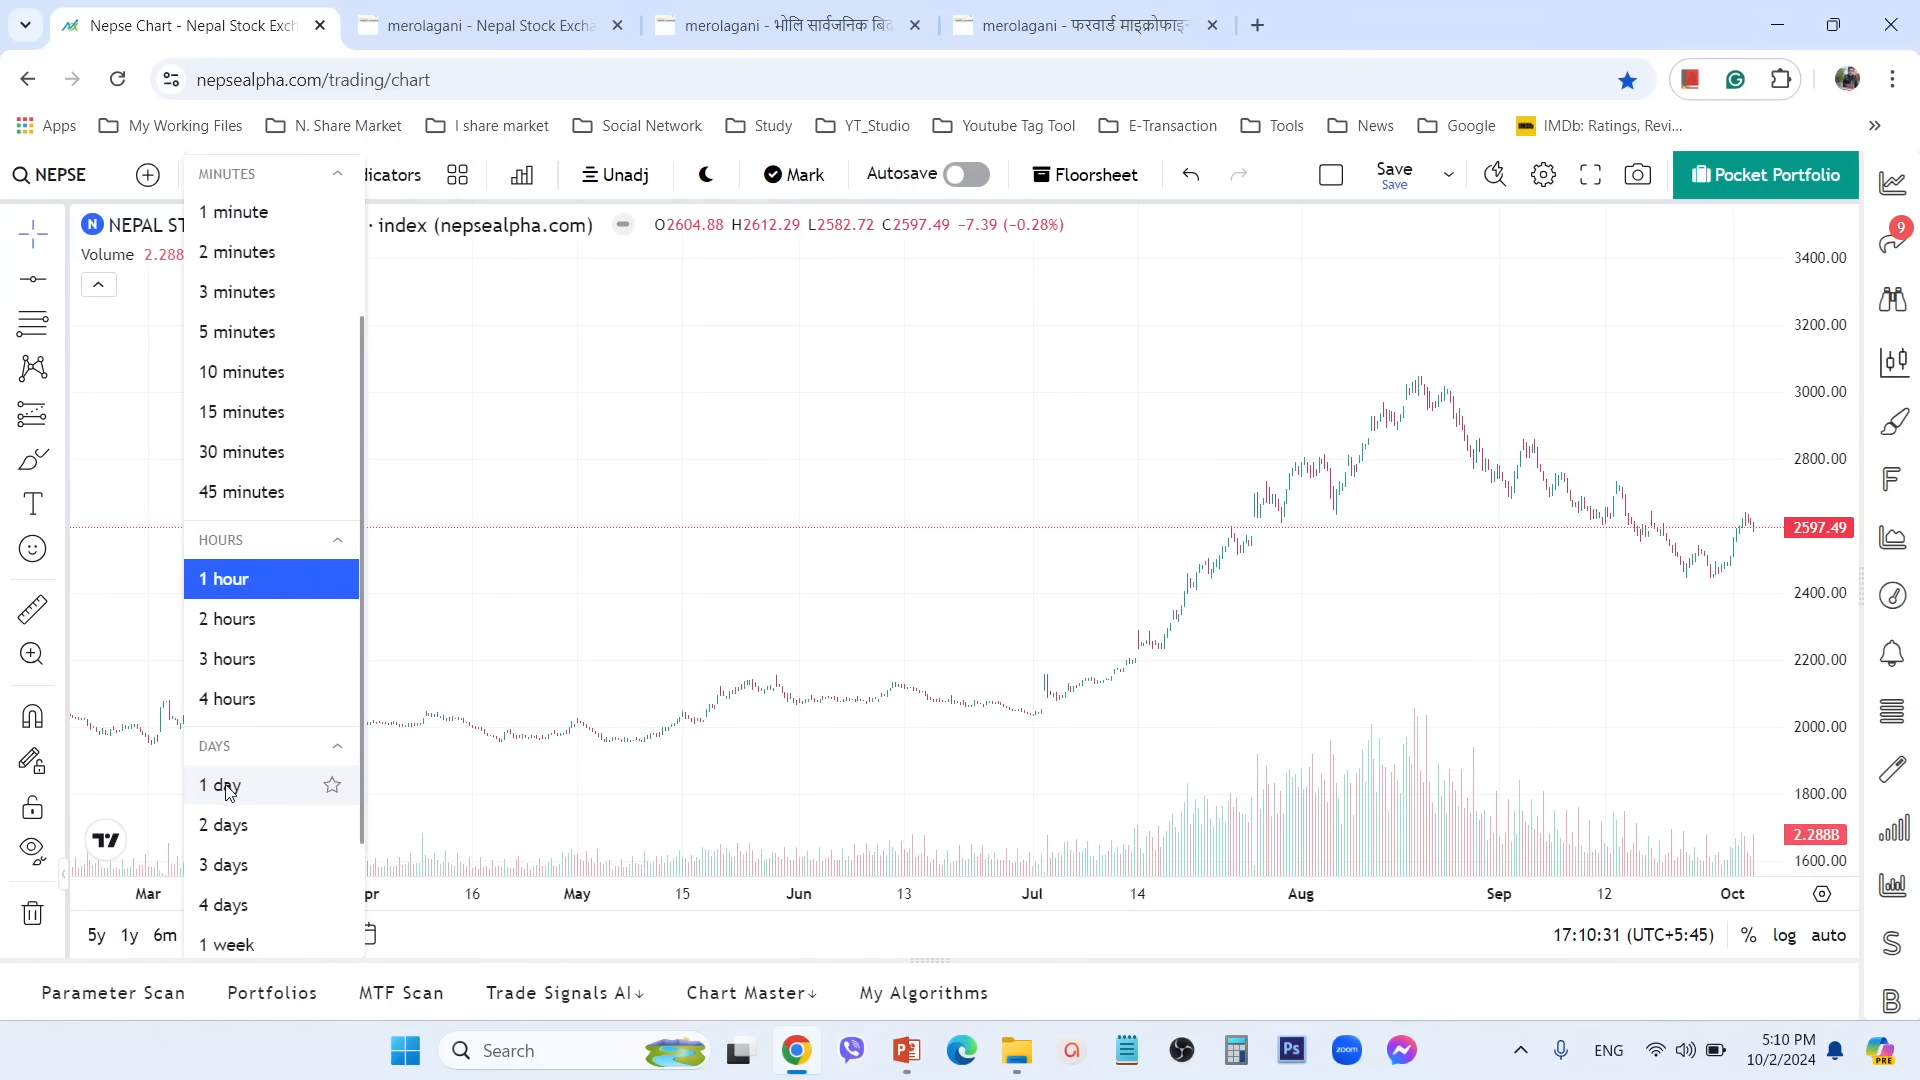 Nepse Chart - Nepal Stock Exch
merolagani - Nepal Stock Excha
merolagani - भोलि सार्वजनिक बिद
merolagani - फरवार्ड माइक्रोफाइन
nepsealpha.com/trading/chart
Apps
My Working Files
N. Share Market
I share market
Social Network
Study
YT_Studio
Youtube Tag Tool
E-Transaction
Tools
News
Google
IMDb
IMDb: Ratings, Revi...
NEPSE
dicators
Unadj
Mark
Autosave
Floorsheet
Save
Save
Pocket Portfolio
9
MINUTES
1 minute
2 minutes
3 minutes
5 minutes
10 minutes
15 minutes
30 minutes
45 minutes
HOURS
1 hour
2 hours
3 hours
4 hours
DAYS
1 day
2 days
3 days
4 days
1 week
N NEPAL ST
· index (nepsealpha.com)
O2604.88 H2612.29 L2582.72 C2597.49 −7.39 (−0.28%)
Volume 2.288
3400.00
3200.00
3000.00
2800.00
2597.49
2400.00
2200.00
2000.00
1800.00
2.288B
1600.00
Mar
pr
16
May
15
Jun
13
Jul
14
Aug
Sep
12
Oct
5y 1y 6m
17:10:31 (UTC+5:45)
% log auto
Parameter Scan
Portfolios
MTF Scan
Trade Signals AI↓
Chart Master↓
My Algorithms
F
S
B
Search
Ps
zoom
ENG
5:10 PM
10/2/2024
PRE